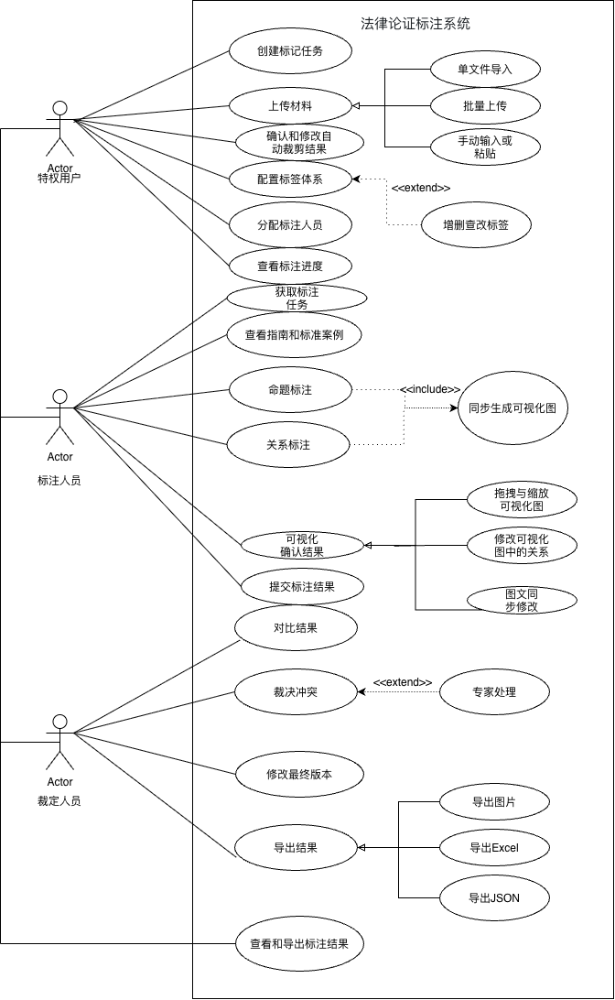 法律论证标注系统
创建标记任务
单文件导入
上传材料
批量上传
手动输入或
粘贴
确认和修改自
动裁剪结果
Actor
特权用户
配置标签体系
<<extend>>
分配标注人员
增删查改标签
查看标注进度
获取标注
任务
查看指南和标准案例
命题标注
<<include>>
同步生成可视化图
关系标注
Actor
标注人员
拖拽与缩放
可视化图
可视化
确认结果
修改可视化
图中的关系
提交标注结果
图文同
步修改
对比结果
裁决冲突
<<extend>>
专家处理
Actor
裁定人员
修改最终版本
导出图片
导出结果
导出Excel
导出JSON
查看和导出标注结果